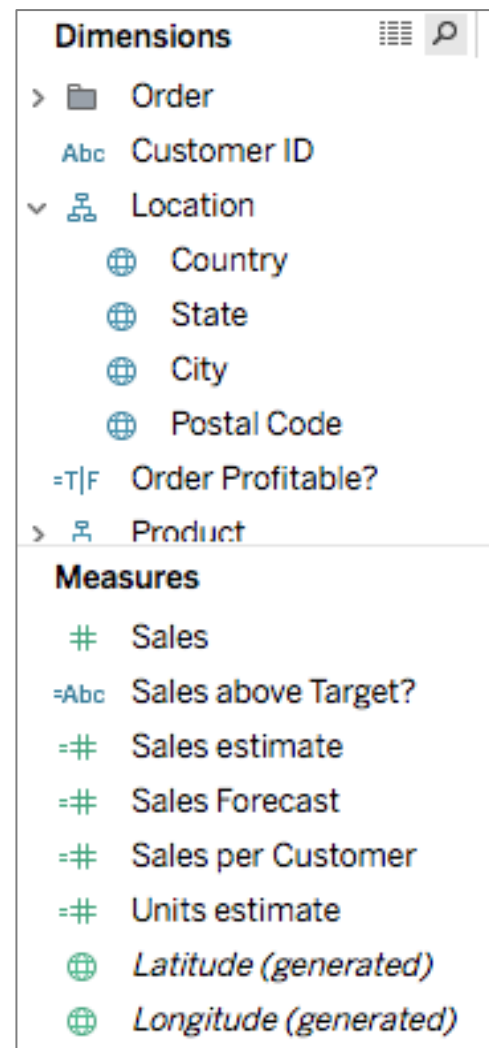 Dimensions
Order
Abc Customer ID
Location
Country
State
City
Postal Code
=T|F Order Profitable?
Product
Measures
# Sales
=Abc Sales above Target?
=# Sales estimate
=# Sales Forecast
=# Sales per Customer
=# Units estimate
Latitude (generated)
Longitude (generated)